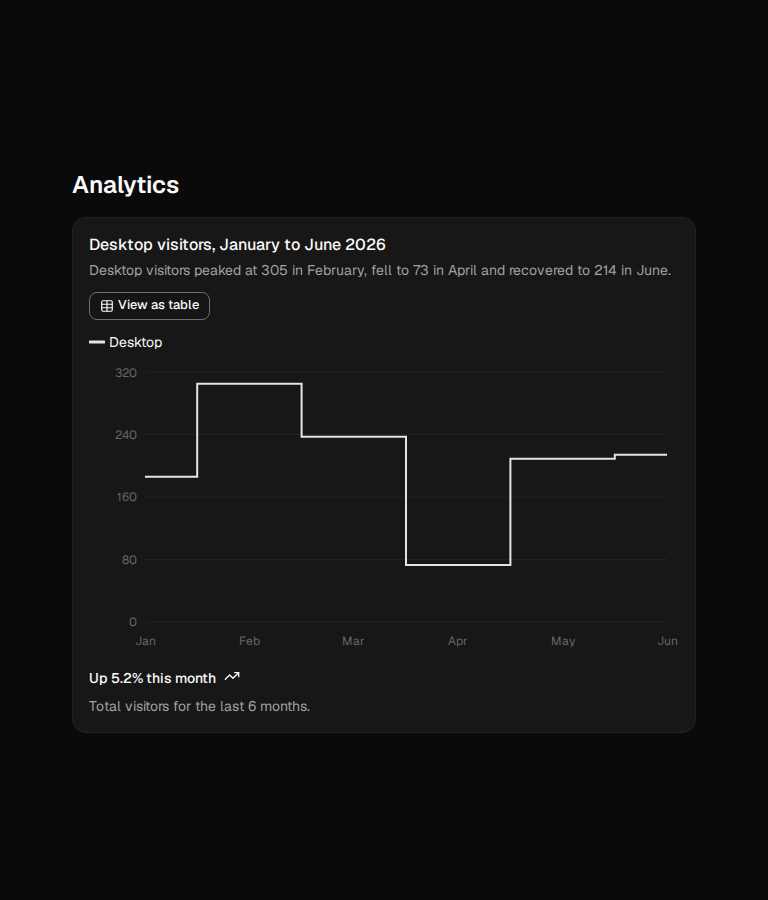 Analytics
Desktop visitors, January to June 2026
Desktop visitors peaked at 305 in February, fell to 73 in April and recovered to 214 in June.
View as table
Desktop
320
240
160
80
0
Jan Feb Mar Apr May Jun
Up 5.2% this month
Total visitors for the last 6 months.